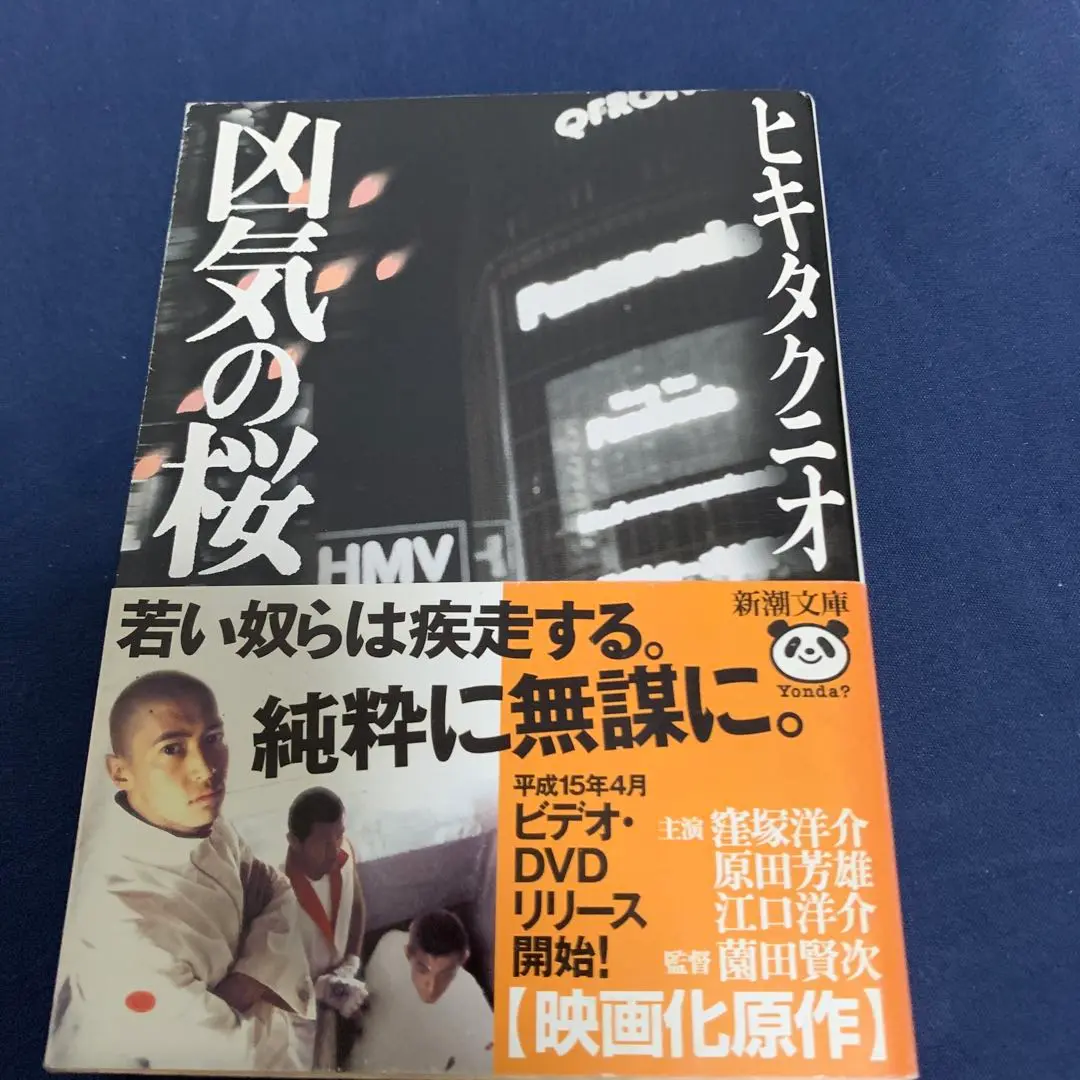 凶気の桜
ヒキタクニオ
QFRON
Panasonic
HMV
若い奴らは疾走する。
純粋に無謀に。
新潮文庫
Yonda?
平成15年4月
ビデオ・
DVD
リリース
開始!
主演 窪塚洋介
原田芳雄
江口洋介
監督 薗田賢次
【映画化原作】